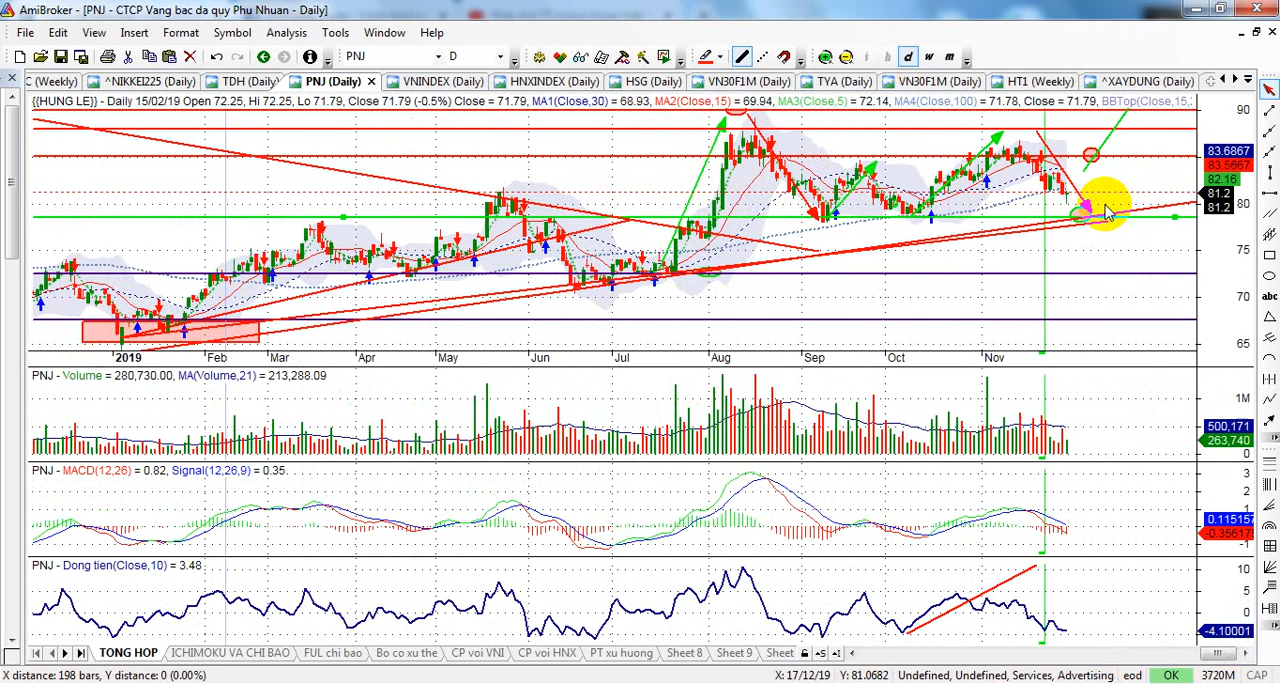 AmiBroker - [PNJ - CTCP Vang bac da quy Phu Nhuan - Daily]
File Edit View Insert Format Symbol Analysis Tools Window Help
PNJ D i h d w m
C (Weekly) ^NIKKEI225 (Daily) TDH (Daily) PNJ (Daily) VNINDEX (Daily) HNXINDEX (Daily) HSG (Daily) VN30F1M (Daily) TYA (Daily) VN30F1M (Daily) HT1 (Weekly) ^XAYDUNG (Daily)
{{HUNG LE}} - Daily 15/02/19 Open 72.25, Hi 72.25, Lo 71.79, Close 71.79 (-0.5%) Close = 71.79, MA1(Close,30) = 68.93, MA2(Close,15) = 69.94, MA3(Close,5) = 72.14, MA4(Close,100) = 71.78, Close = 71.79, BBTop(Close,15,
90
83.6867
83.5667
82.16
81.2
81.2
80
75
70
65
abc
2019 Feb Mar Apr May Jun Jul Aug Sep Oct Nov
PNJ - Volume = 280,730.00, MA(Volume,21) = 213,288.09
1M
500,171
263,740
0
PNJ - MACD(12,26) = 0.82, Signal(12,26,9) = 0.35
3
2
1
0.115157
-0.35617
-1
PNJ - Dong tien(Close,10) = 3.48
10
5
0
-4.10001
TONG HOP ICHIMOKU VA CHI BAO FUL chi bao Bo co xu the CP voi VNI CP voi HNX PT xu huong Sheet 8 Sheet 9 Sheet
X distance: 198 bars, Y distance: 0 (0.00%) X: 17/12/19 Y: 81.0682 Undefined, Undefined, Services, Advertising eod OK 3720M CAP